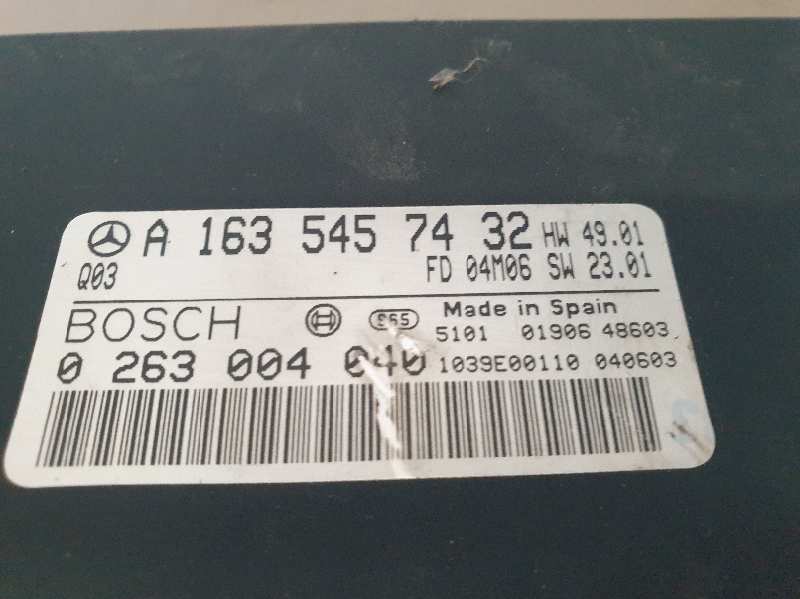 A 163 545 74 32 HW 49.01
Q03 FD 04M06 SW 23.01
BOSCH 865 Made in Spain
5101 01906 48603
0 263 004 040 1039E00110 040603